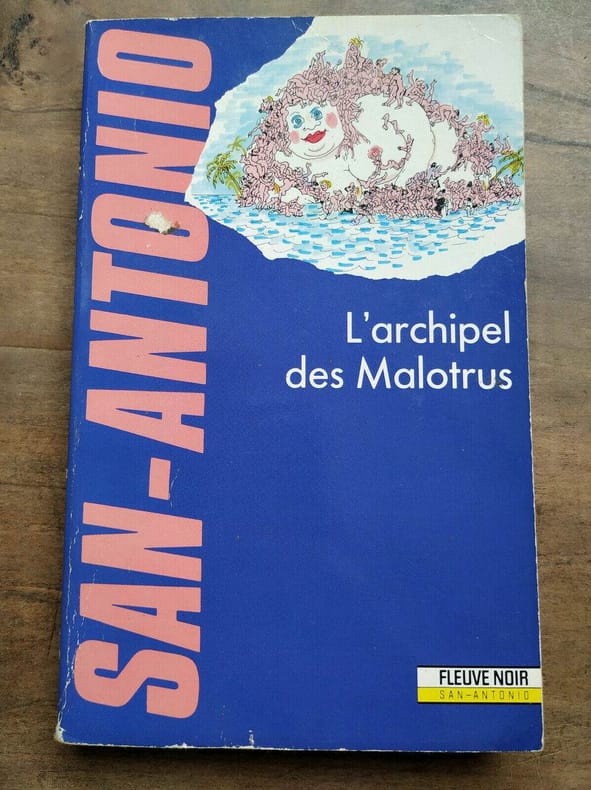 SAN-ANTONIO
L'archipel
des Malotrus
FLEUVE NOIR
SAN-ANTONIO